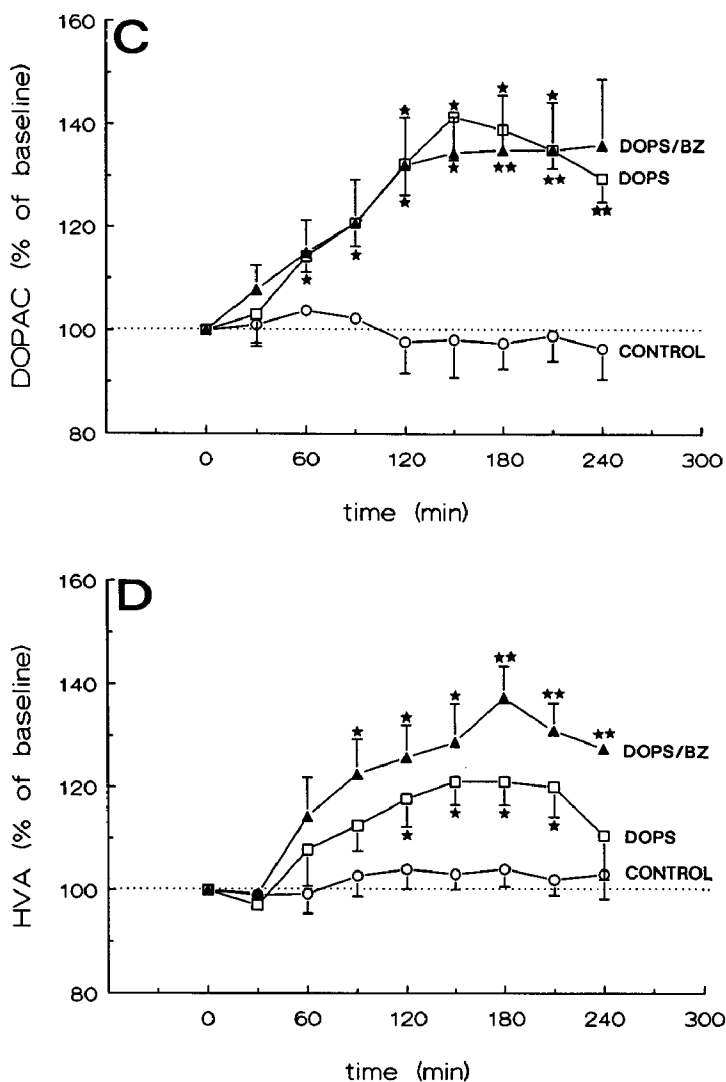 C
DOPAC (% of baseline)
160
140
120
100
80
DOPS/BZ
DOPS
CONTROL
0 60 120 180 240 300
time (min)
D
HVA (% of baseline)
160
140
120
100
80
DOPS/BZ
DOPS
CONTROL
0 60 120 180 240 300
time (min)